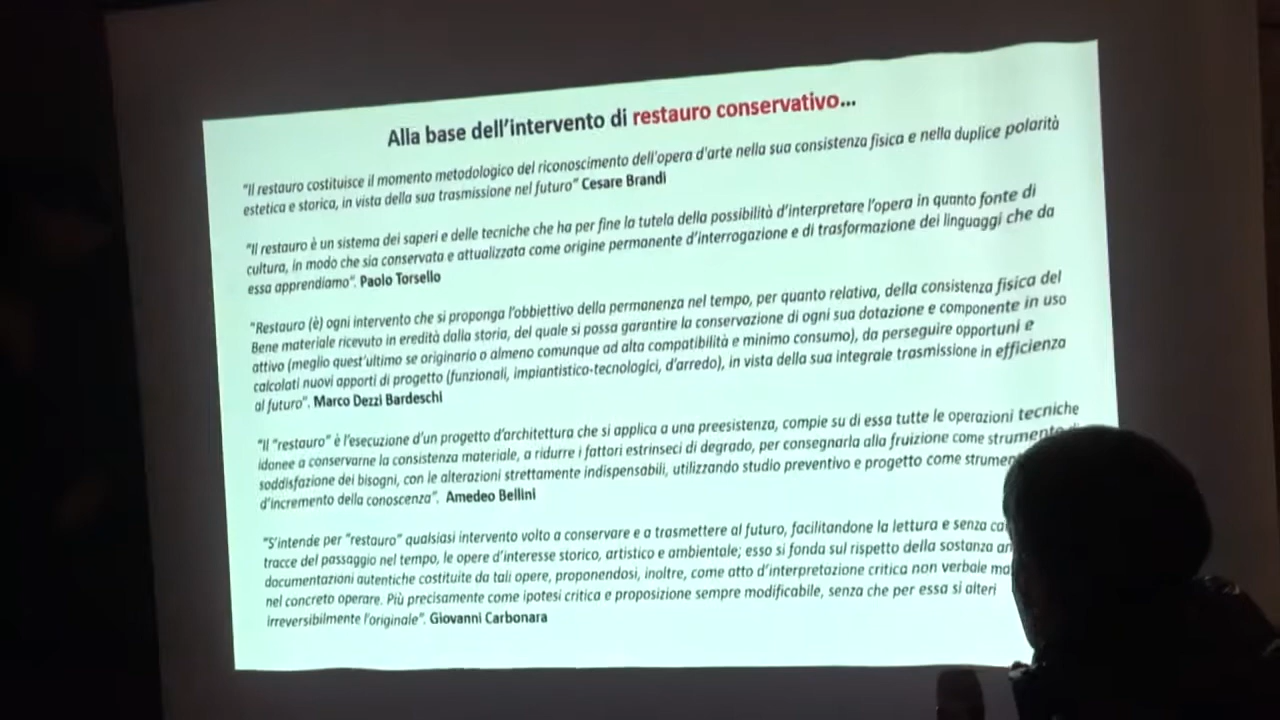 Alla base dell'intervento di restauro conservativo...
"Il restauro costituisce il momento metodologico del riconoscimento dell'opera d'arte nella sua consistenza fisica e nella duplice polarità
estetica e storica, in vista della sua trasmissione nel futuro" Cesare Brandi
"Il restauro è un sistema dei saperi e delle tecniche che ha per fine la tutela della possibilità d'interpretare l'opera in quanto fonte di
cultura, in modo che sia conservata e attualizzata come origine permanente d'interrogazione e di trasformazione dei linguaggi che da
essa apprendiamo". Paolo Torsello
"Restauro (è) ogni intervento che si proponga l'obbiettivo della permanenza nel tempo, per quanto relativa, della consistenza fisica del
Bene materiale ricevuto in eredità dalla storia, del quale si possa garantire la conservazione di ogni sua dotazione e componente in uso
attivo (meglio quest'ultimo se originario o almeno comunque ad alta compatibilità e minimo consumo), da perseguire opportuni e
calcolati nuovi apporti di progetto (funzionali, impiantistico-tecnologici, d'arredo), in vista della sua integrale trasmissione in efficienza
al futuro". Marco Dezzi Bardeschi
"Il "restauro" è l'esecuzione d'un progetto d'architettura che si applica a una preesistenza, compie su di essa tutte le operazioni tecniche
idonee a conservarne la consistenza materiale, a ridurre i fattori estrinseci di degrado, per consegnarla alla fruizione come strumento
soddisfazione dei bisogni, con le alterazioni strettamente indispensabili, utilizzando studio preventivo e progetto come
d'incremento della conoscenza". Amedeo Bellini
"S'intende per "restauro" qualsiasi intervento volto a conservare e a trasmettere al futuro, facilitandone la lettura e senza
tracce del passaggio nel tempo, le opere d'interesse storico, artistico e ambientale; esso si fonda sul rispetto della sostanza
documentazioni autentiche costituite da tali opere, proponendosi, inoltre, come atto d'interpretazione critica non verbale
nel concreto operare. Più precisamente come ipotesi critica e proposizione sempre modificabile, senza che per essa si alteri
irreversibilmente l'originale". Giovanni Carbonara